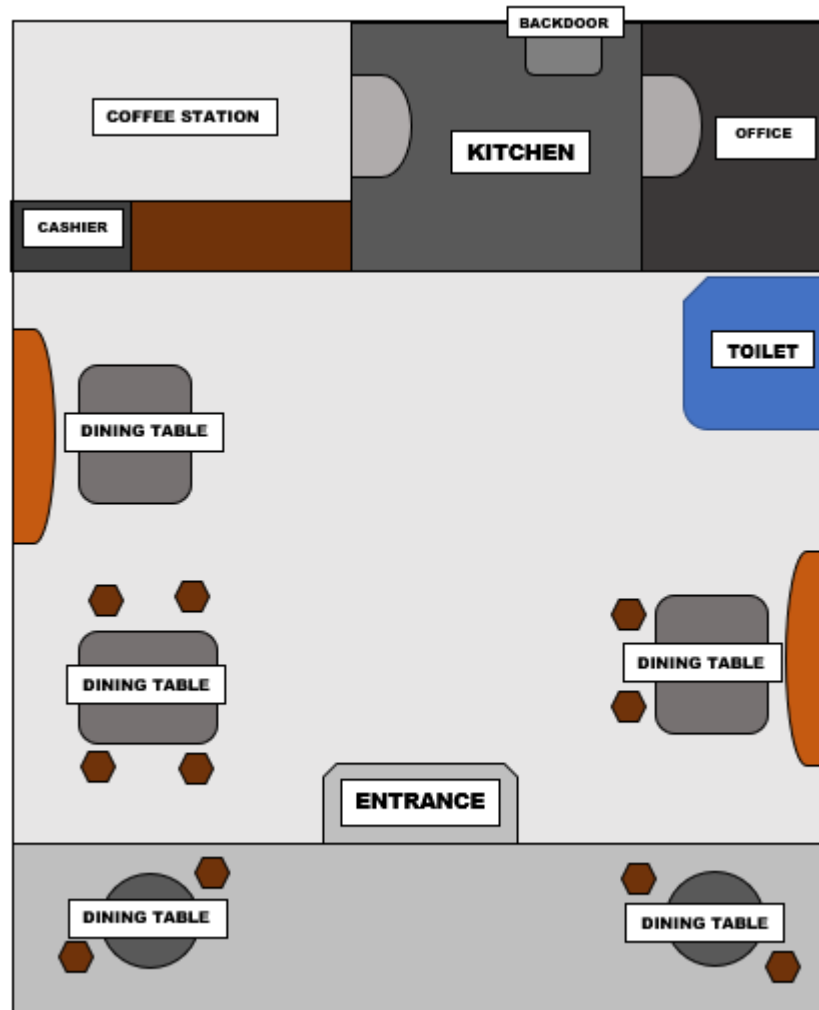 BACKDOOR
COFFEE STATION
KITCHEN
OFFICE
CASHIER
TOILET
DINING TABLE
DINING TABLE
DINING TABLE
ENTRANCE
DINING TABLE
DINING TABLE